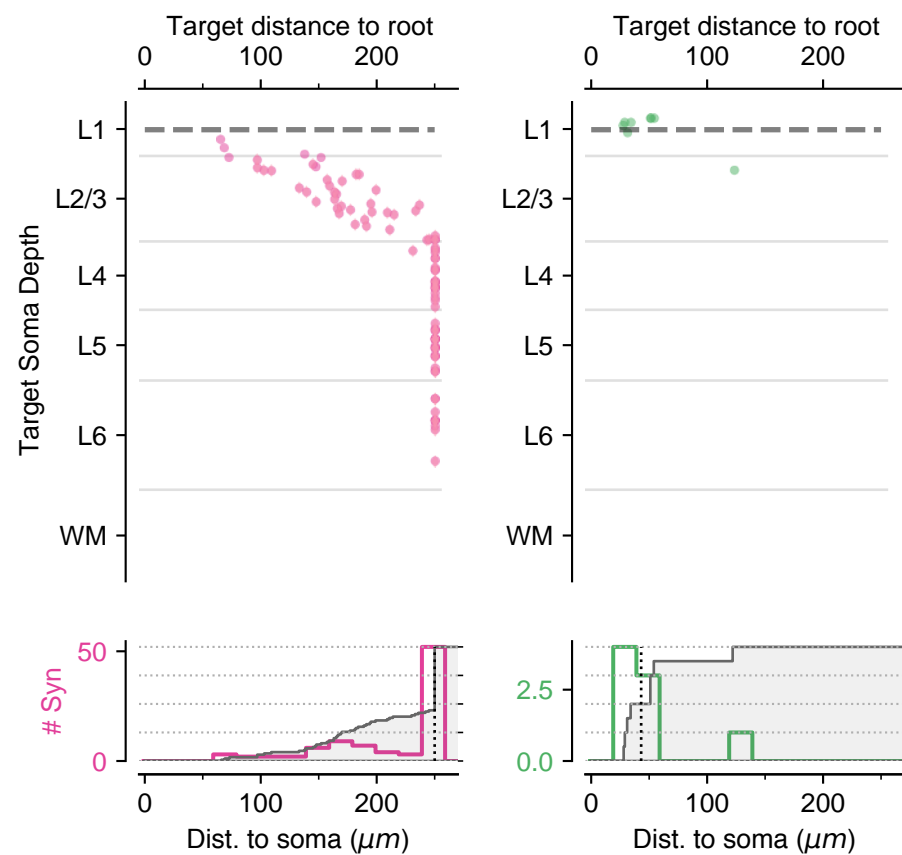 Target distance to root
Target distance to root
0 100 200
0 100 200
Target Soma Depth
L1
L2/3
L4
L5
L6
WM
L1
L2/3
L4
L5
L6
WM
# Syn
50
0
2.5
0.0
0 100 200
0 100 200
Dist. to soma (μm)
Dist. to soma (μm)